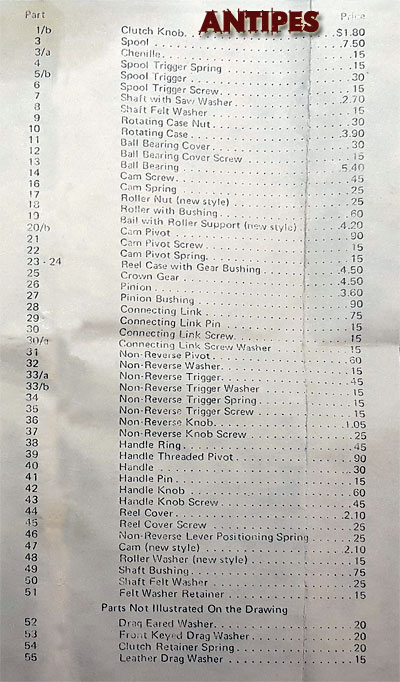 ANTIPES
Part Price
1/b Clutch Knob $1.80
3 Spool 7.50
3/a Chenille .15
4 Spool Trigger Spring .15
5/b Spool Trigger .30
6 Spool Trigger Screw .15
7 Shaft with Saw Washer 2.70
8 Shaft Felt Washer .15
9 Rotating Case Nut .30
10 Rotating Case 3.90
11 Ball Bearing Cover .30
12 Ball Bearing Cover Screw .15
13 Ball Bearing 5.40
14 Cam Screw .45
16 Cam Spring .25
17 Roller Nut (new style) .25
18 Roller with Bushing .60
19 Bail with Roller Support (new style) 4.20
20/b Cam Pivot .90
21 Cam Pivot Screw .15
22 Cam Pivot Spring .15
23 - 24 Reel Case with Gear Bushing 4.50
25 Crown Gear 4.50
26 Pinion 3.60
27 Pinion Bushing .90
28 Connecting Link .75
29 Connecting Link Pin .15
30 Connecting Link Screw .15
30/a Connecting Link Screw Washer .15
31 Non-Reverse Pivot .60
32 Non-Reverse Washer .15
33/a Non-Reverse Trigger .45
33/b Non-Reverse Trigger Washer .15
34 Non-Reverse Trigger Spring .15
35 Non-Reverse Trigger Screw .15
36 Non-Reverse Knob 1.05
37 Non-Reverse Knob Screw .25
38 Handle Ring .45
39 Handle Threaded Pivot .90
40 Handle .30
41 Handle Pin .15
42 Handle Knob .60
43 Handle Knob Screw .45
44 Reel Cover 2.10
45 Reel Cover Screw .25
46 Non-Reverse Lever Positioning Spring .25
47 Cam (new style) 2.10
48 Roller Washer (new style) .15
49 Shaft Bushing .75
50 Shaft Felt Washer .25
51 Felt Washer Retainer .15
Parts Not Illustrated On the Drawing
52 Drag Eared Washer .20
53 Front Keyed Drag Washer .20
54 Clutch Retainer Spring .20
55 Leather Drag Washer .15